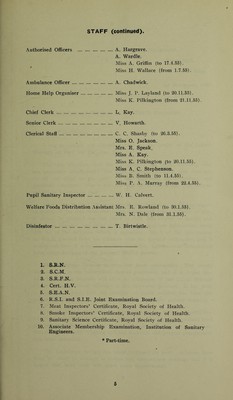 STAFF (continued).
Authorised Officers ... ... ... ... ... A. Hargrave.
A. Wardle.
Miss A. Griffin (to 17.5.55).
Miss H. Wallace (from 1.7.55).
Ambulance Officer ... ... ... ... ... A. Chadwick.
Home Help Organiser ... ... ... ... Miss J. P. Layland (to 30.11.55).
Miss K. Pilkington (from 21.11.55).
Chief Clerk ... ... ... ... ... ... L. Kay.
Senior Clerk ... ... ... ... ... ... V. Howarth.
Clerical Staff ... ... ... ... ... ... C. C. Shasby (to 20.2.55).
Miss O. Jackson.
Mrs. E. Speak.
Miss A. Kay.
Miss K. Pilkington (to 20.11.55).
Miss A. C. Stephenson.
Miss B. Smith (to 11.4.55).
Miss P. A. Murray (from 22.4.55).
Pupil Sanitary Inspector ... ... ... W. H. Calvert.
Welfare Foods Distribution Assistant Mrs. R. Rowland (to 30.1.55).
Mrs. N. Dale (from 31.1.55).
Disinfector ... ... ... ... ... ... T. Birtwistle.
1. S.R.N.
2. S.C.M.
3. S.R.F.N.
4. Cert. H.V.
5. S.E.A.N.
6. R.S.I. and S.I.E. Joint Examination Board.
7. Meat Inspectors' Certificate, Royal Society of Health.
8. Smoke Inspectors' Certificate, Royal Society of Health.
9. Sanitary Science Certificate, Royal Society of Health.
10. Associate Membership Examination, Institution of Sanitary
Engineers.
* Part-time.